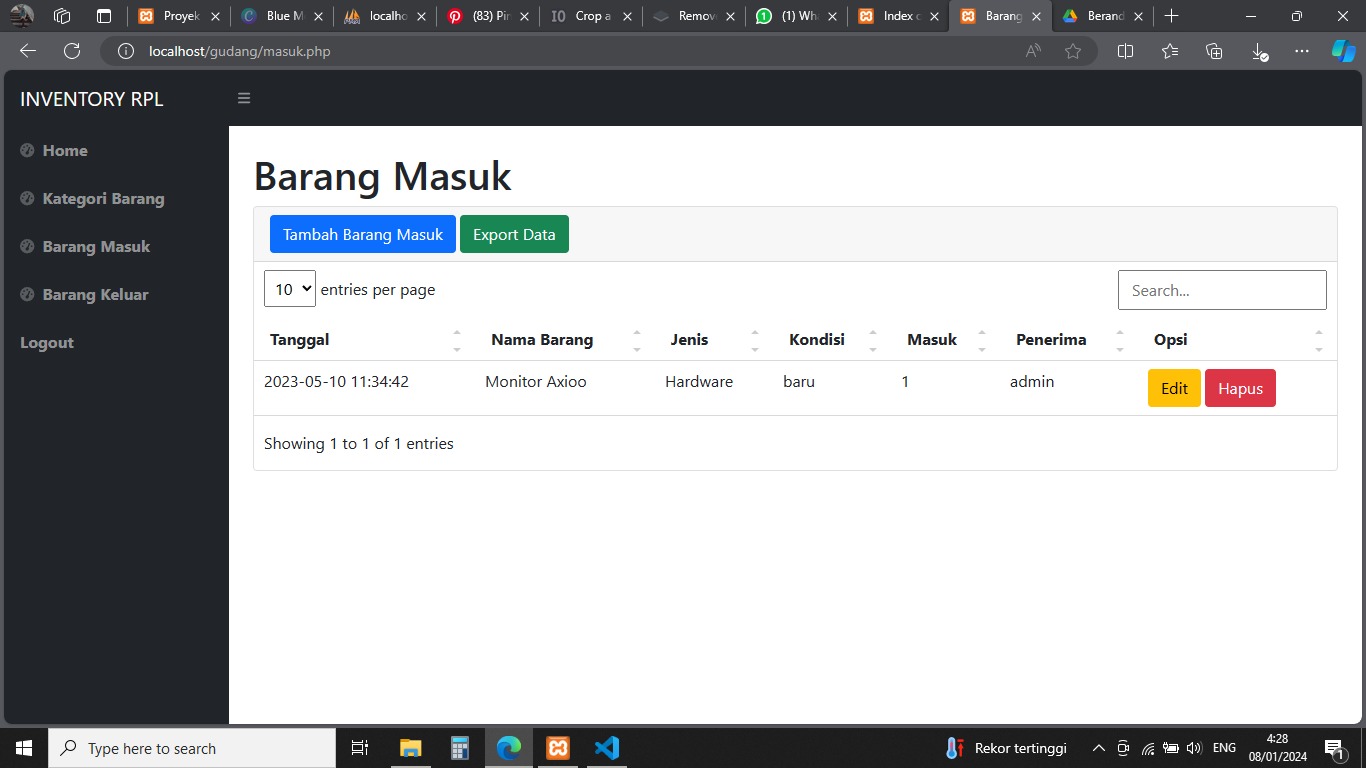 Proyek
Blue M
localho
(83) Pin
Crop a
Remov
(1) Wh
Index o
Barang
Berand
localhost/gudang/masuk.php
INVENTORY RPL
Home
Kategori Barang
Barang Masuk
Barang Keluar
Logout
Barang Masuk
Tambah Barang Masuk Export Data
10 entries per page
Search...
Tanggal Nama Barang Jenis Kondisi Masuk Penerima Opsi
2023-05-10 11:34:42 Monitor Axioo Hardware baru 1 admin Edit Hapus
Showing 1 to 1 of 1 entries
Type here to search
Rekor tertinggi
ENG
4:28
08/01/2024
1